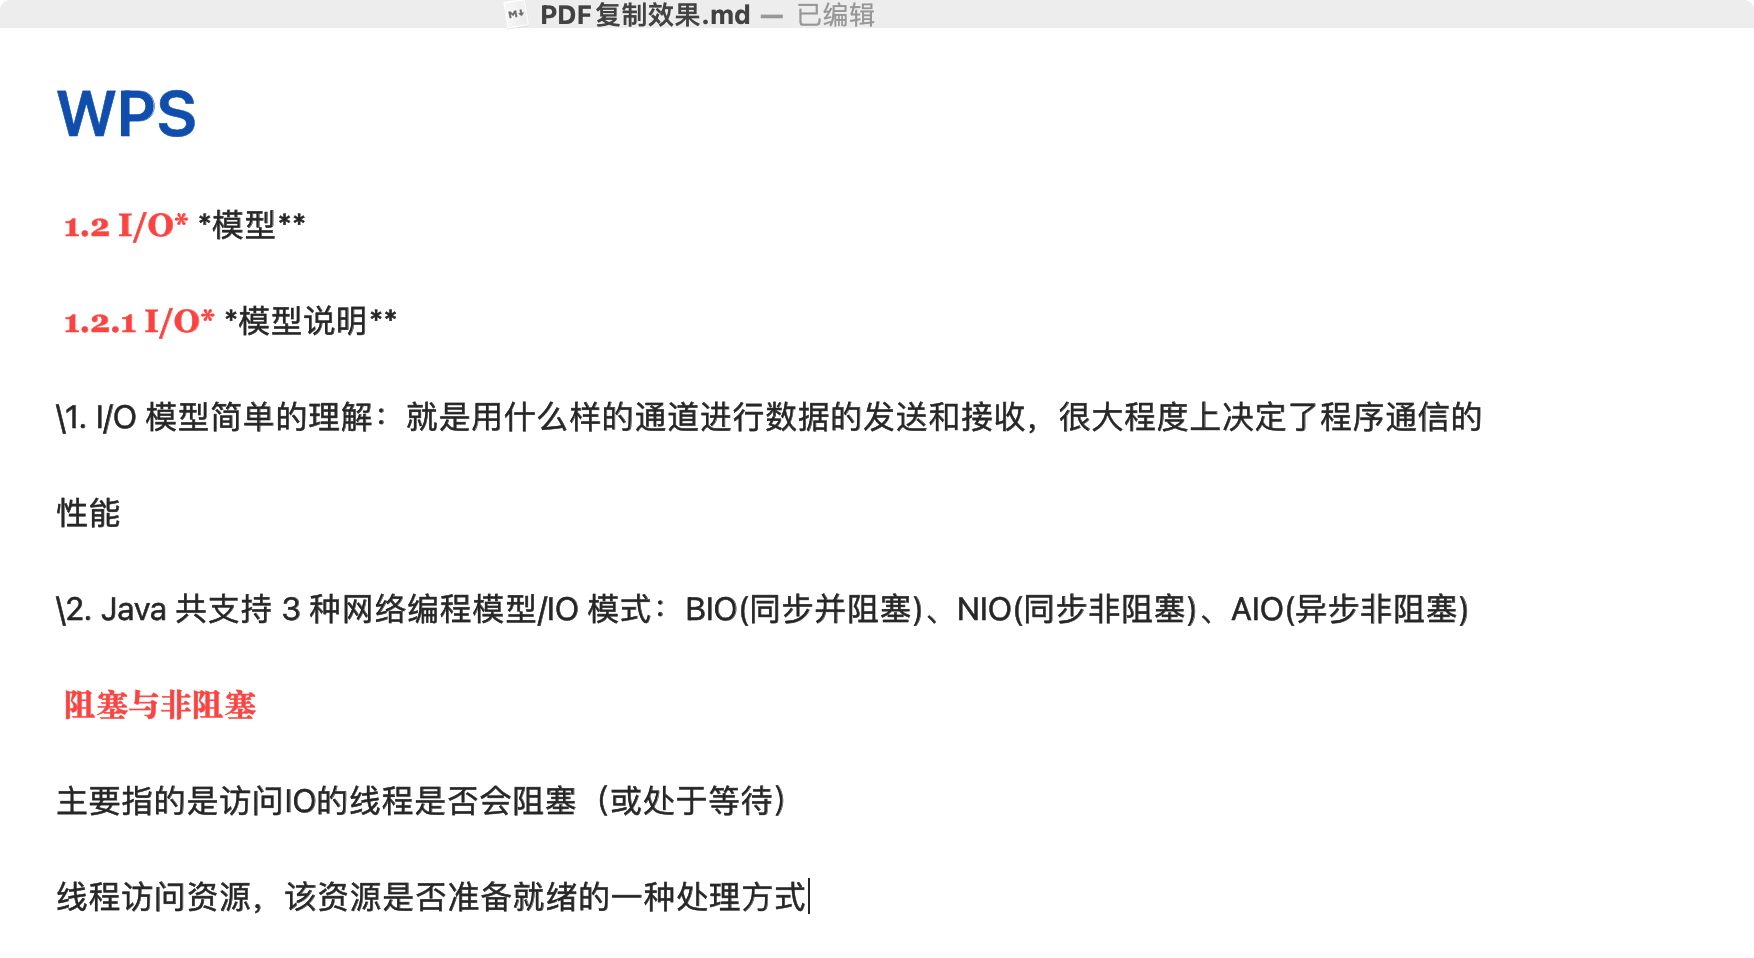 PDF复制效果.md — 已编辑
WPS
1.2 I/O* *模型**
1.2.1 I/O* *模型说明**
\1. I/O 模型简单的理解：就是用什么样的通道进行数据的发送和接收，很大程度上决定了程序通信的
性能
\2. Java 共支持 3 种网络编程模型/IO 模式：BIO(同步并阻塞)、NIO(同步非阻塞)、AIO(异步非阻塞)
阻塞与非阻塞
主要指的是访问IO的线程是否会阻塞（或处于等待）
线程访问资源，该资源是否准备就绪的一种处理方式